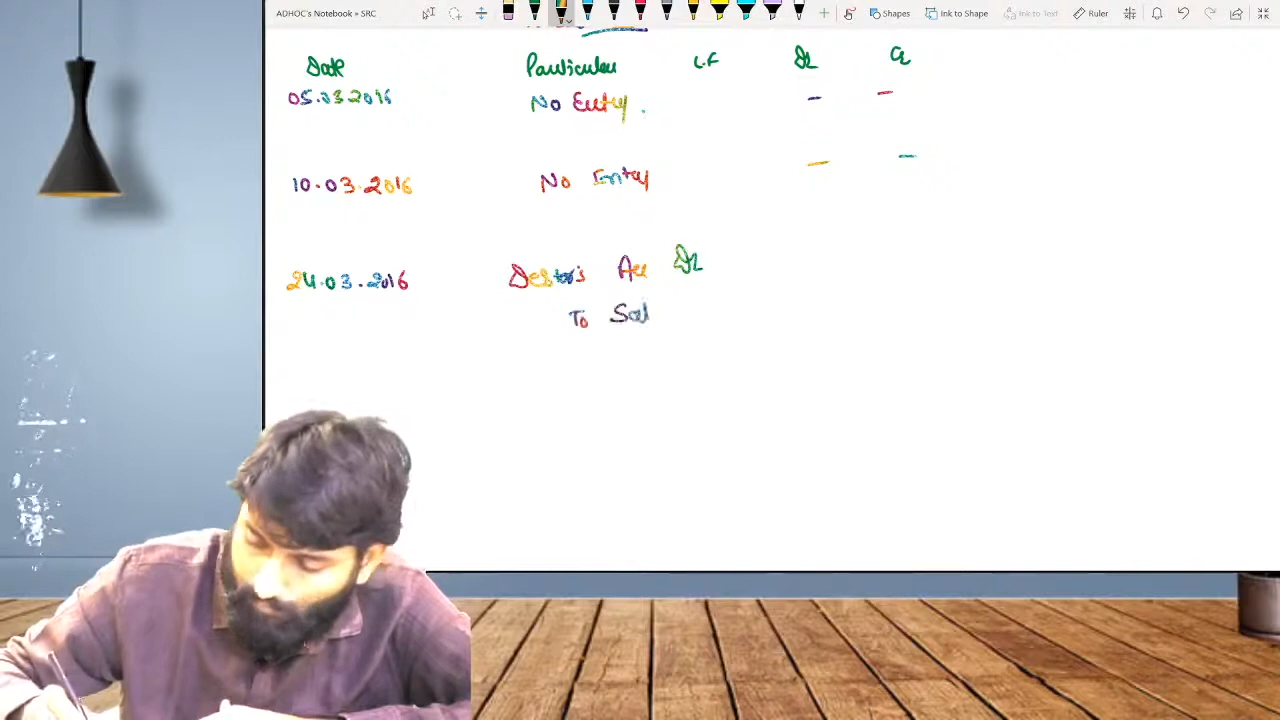 ADHOC's Notebook » SRC Shapes Ink to Shape Ink to Text Ruler
Date Particular L.F Dr Cr
05.03.2016 No Entry. - -
10.03.2016 No Entry - -
24.03.2016 Debtor's Acc Dr
To Sal